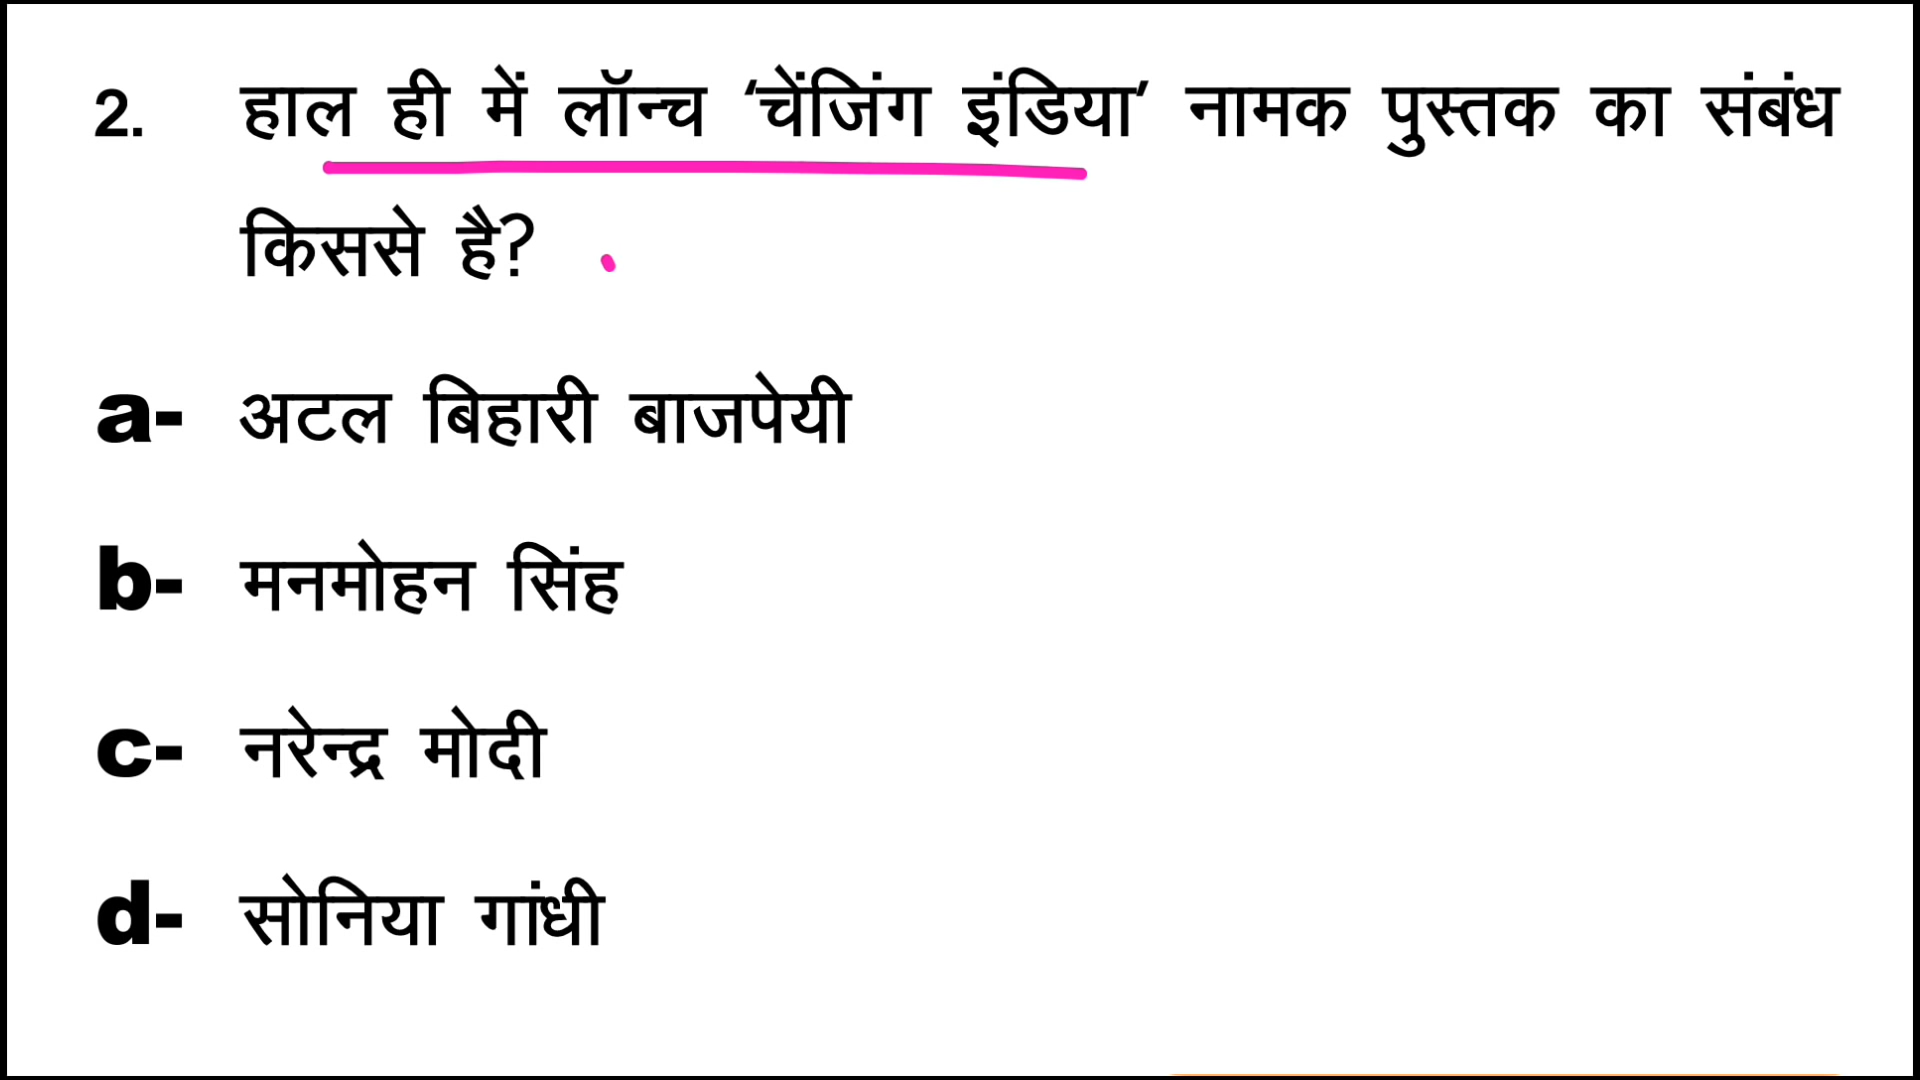 2. हाल ही में लॉन्च ‘चेंजिंग इंडिया’ नामक पुस्तक का संबंध
किससे है?
a- अटल बिहारी बाजपेयी
b- मनमोहन सिंह
c- नरेन्द्र मोदी
d- सोनिया गांधी